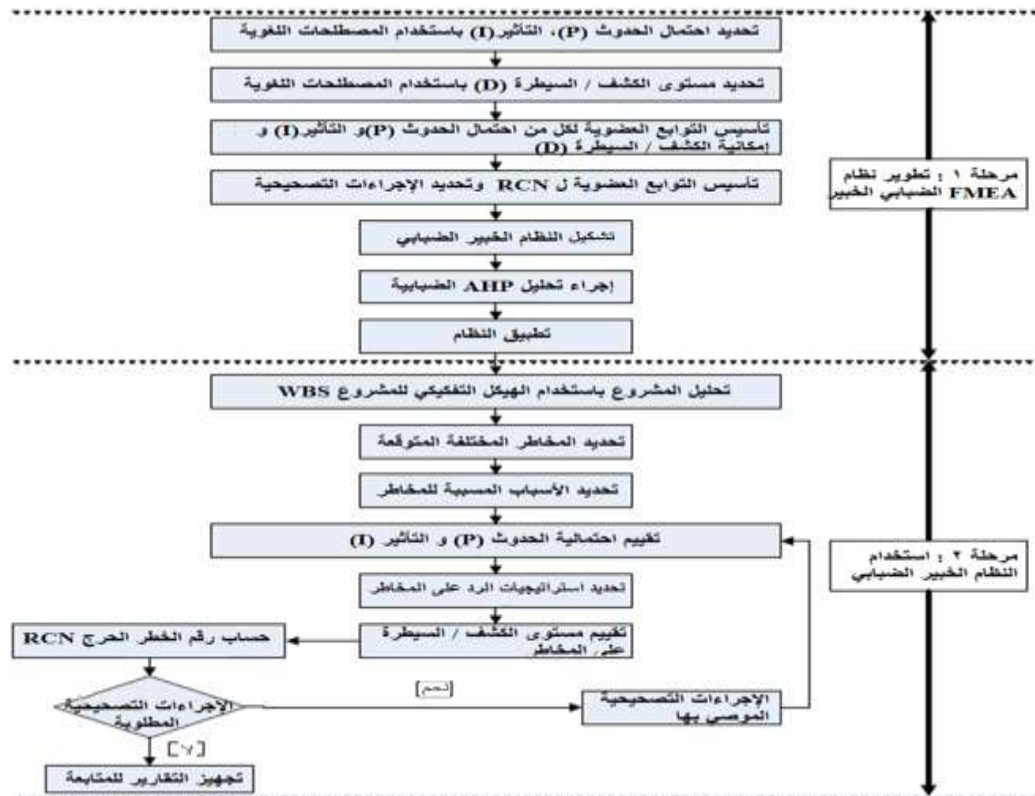 تحديد احتمال الحدوث (P)، التأثير(I) باستخدام المصطلحات اللغوية
تحديد مستوى الكشف / السيطرة (D) باستخدام المصطلحات اللغوية
تأسيس التوابع العضوية لكل من احتمال الحدوث (P)و التأثير(I) و
إمكانية الكشف / السيطرة (D)
تأسيس التوابع العضوية ل RCN وتحديد الإجراءات التصحيحية
تشكيل النظام الخبير الضبابي
إجراء تحليل AHP الضبابية
تطبيق النظام
مرحلة ١ : تطوير نظام
FMEA الضبابي الخبير
تحليل المشروع باستخدام الهيكل التفكيكي للمشروع WBS
تحديد المخاطر المختلفة المتوقعة
تحديد الأسباب المسببة للمخاطر
تقييم احتمالية الحدوث (P) و التأثير (I)
تحديد استراتيجيات الرد على المخاطر
تقييم مستوى الكشف / السيطرة
على المخاطر
حساب رقم الخطر الحرج RCN
الإجراءات التصحيحية
المطلوبة
[نعم]
الإجراءات التصحيحية
الموصي بها
[لا]
تجهيز التقارير للمتابعة
مرحلة ٢ : استخدام
النظام الخبير الضبابي